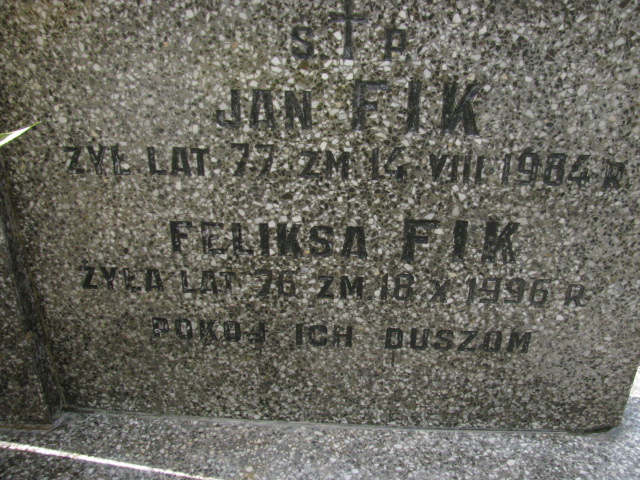 S P
JAN FIK
ŻYŁ LAT 77 ZM 14 VIII 1984 R
FELIKSA FIK
ŻYŁA LAT 76 ZM 18 X 1996 R
POKÓJ ICH DUSZOM